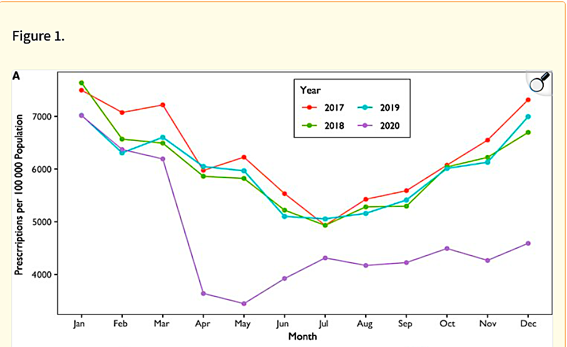 Figure 1.
A
Year
2017 2019
2018 2020
Prescrriptions per 100 000 Population
7000
6000
5000
4000
Jan Feb Mar Apr May Jun Jul Aug Sep Oct Nov Dec
Month